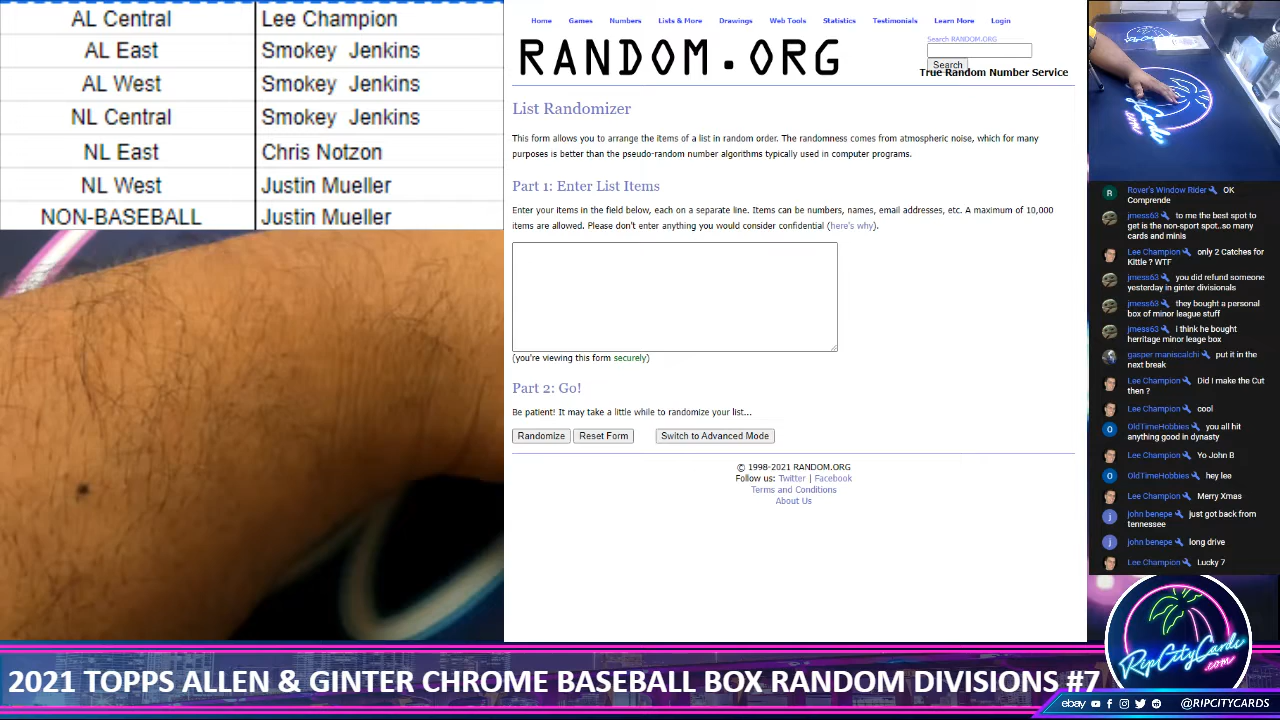 AL Central Lee Champion
AL East Smokey Jenkins
AL West Smokey Jenkins
NL Central Smokey Jenkins
NL East Chris Notzon
NL West Justin Mueller
NON-BASEBALL Justin Mueller
Home Games Numbers Lists & More Drawings Web Tools Statistics Testimonials Learn More Login
RANDOM.ORG
Search RANDOM.ORG
Search
True Random Number Service
List Randomizer
This form allows you to arrange the items of a list in random order. The randomness comes from atmospheric noise, which for many
purposes is better than the pseudo-random number algorithms typically used in computer programs.
Part 1: Enter List Items
Enter your items in the field below, each on a separate line. Items can be numbers, names, email addresses, etc. A maximum of 10,000
items are allowed. Please don't enter anything you would consider confidential (here's why).
(you're viewing this form securely)
Part 2: Go!
Be patient! It may take a little while to randomize your list...
Randomize Reset Form Switch to Advanced Mode
© 1998-2021 RANDOM.ORG
Follow us: Twitter | Facebook
Terms and Conditions
About Us
R Rover's Window Rider OK
Comprende
jmess63 to me the best spot to
get is the non-sport spot..so many
cards and minis
Lee Champion only 2 Catches for
Kittle ? WTF
jmess63 you did refund someone
yesterday in ginter divisionals
jmess63 they bought a personal
box of minor league stuff
jmess63 i think he bought
herritage minor leage box
gasper maniscalchi put it in the
next break
Lee Champion Did I make the Cut
then ?
Lee Champion cool
O OldTimeHobbies you all hit
anything good in dynasty
Lee Champion Yo John B
O OldTimeHobbies hey lee
Lee Champion Merry Xmas
j john benepe just got back from
tennessee
j john benepe long drive
Lee Champion Lucky 7
RipCityCards
.com
2021 TOPPS ALLEN & GINTER CHROME BASEBALL BOX RANDOM DIVISIONS #7
ebay @RIPCITYCARDS